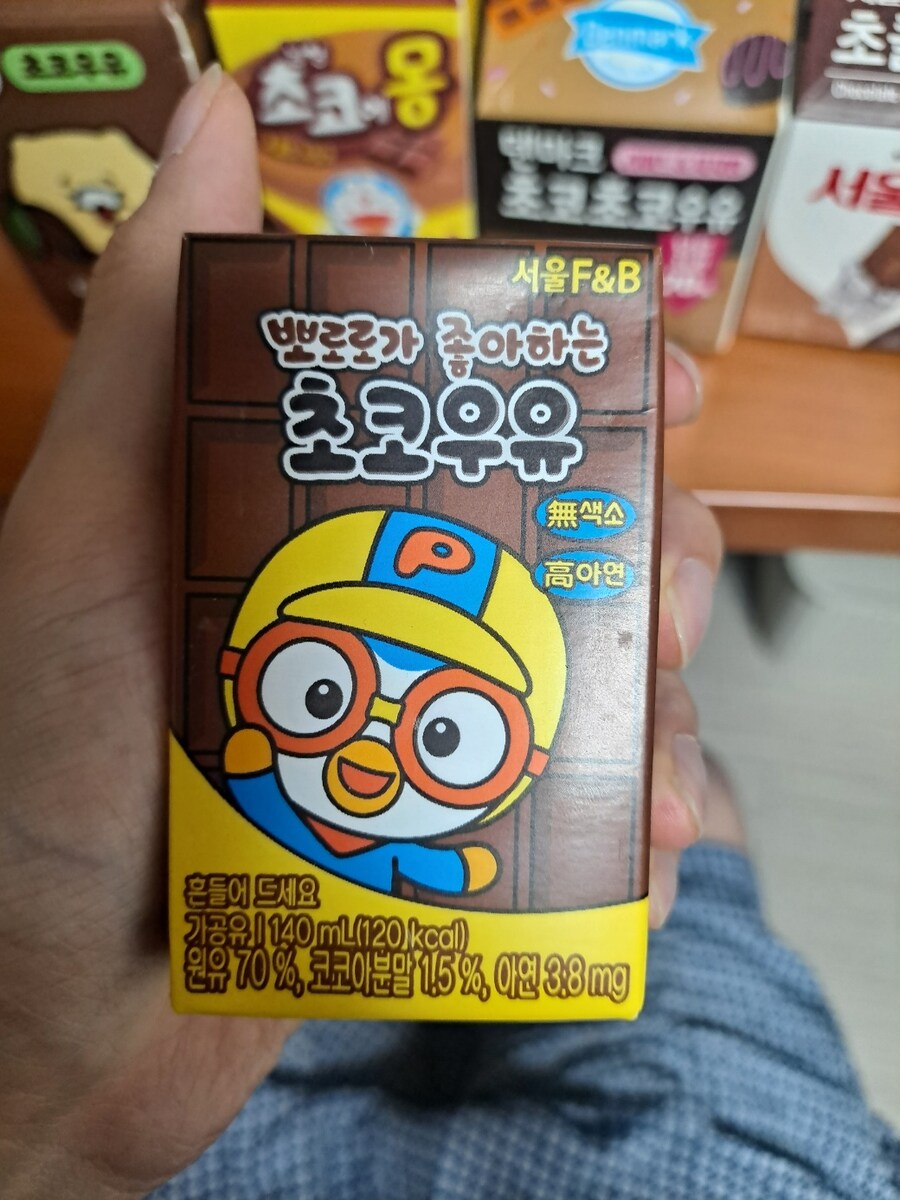 초코우유
초코에몽
Denmark
덴마크
초코초코우유
서울
서울F&B
뽀로로가 좋아하는
초코우유
無색소
高아연
P
흔들어 드세요
가공유 | 140 mL(120 kcal)
원유 70 %, 코코아분말 1.5 %, 아연 3.8 mg